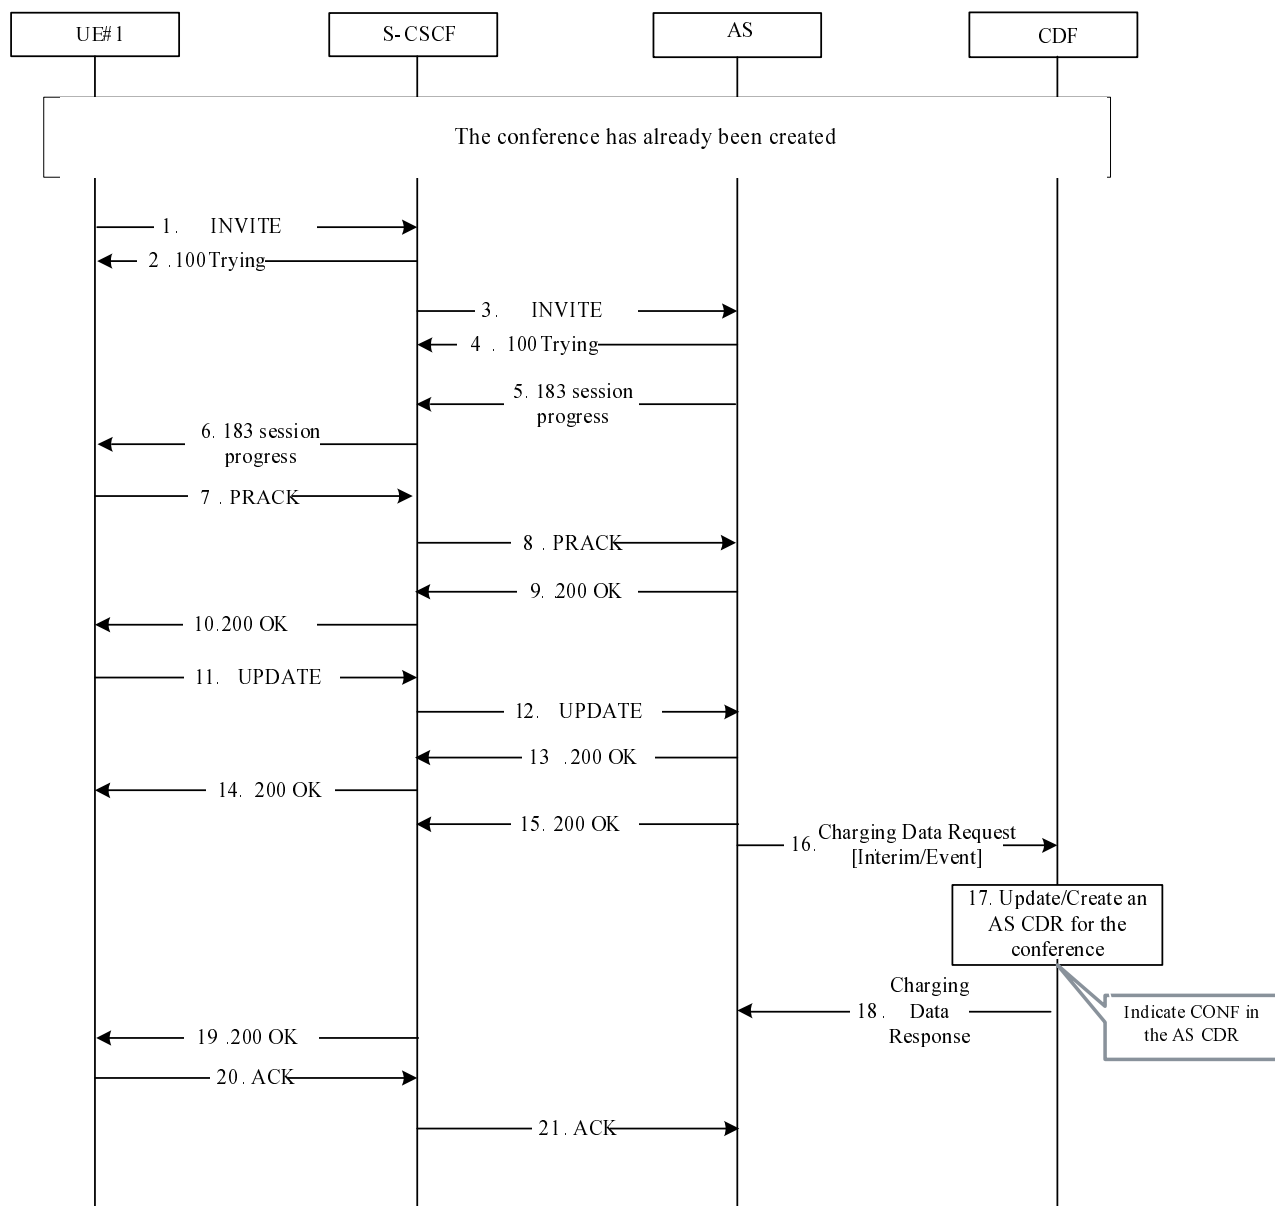 UE#1
S-CSCF
AS
CDF
The conference has already been created
1. INVITE
2 .100 Trying
3. INVITE
4 . 100 Trying
5. 183 session
progress
6. 183 session
progress
7 . PRACK
8 . PRACK
9. .200 OK
10.200 OK
11. UPDATE
12. UPDATE
13 .200 OK
14. 200 OK
15. 200 OK
16. Charging Data Request
[Interim/Event]
17. Update/Create an
AS CDR for the
conference
Charging
18. Data
Response
Indicate CONF in
the AS CDR
19 .200 OK
20. ACK
21. ACK